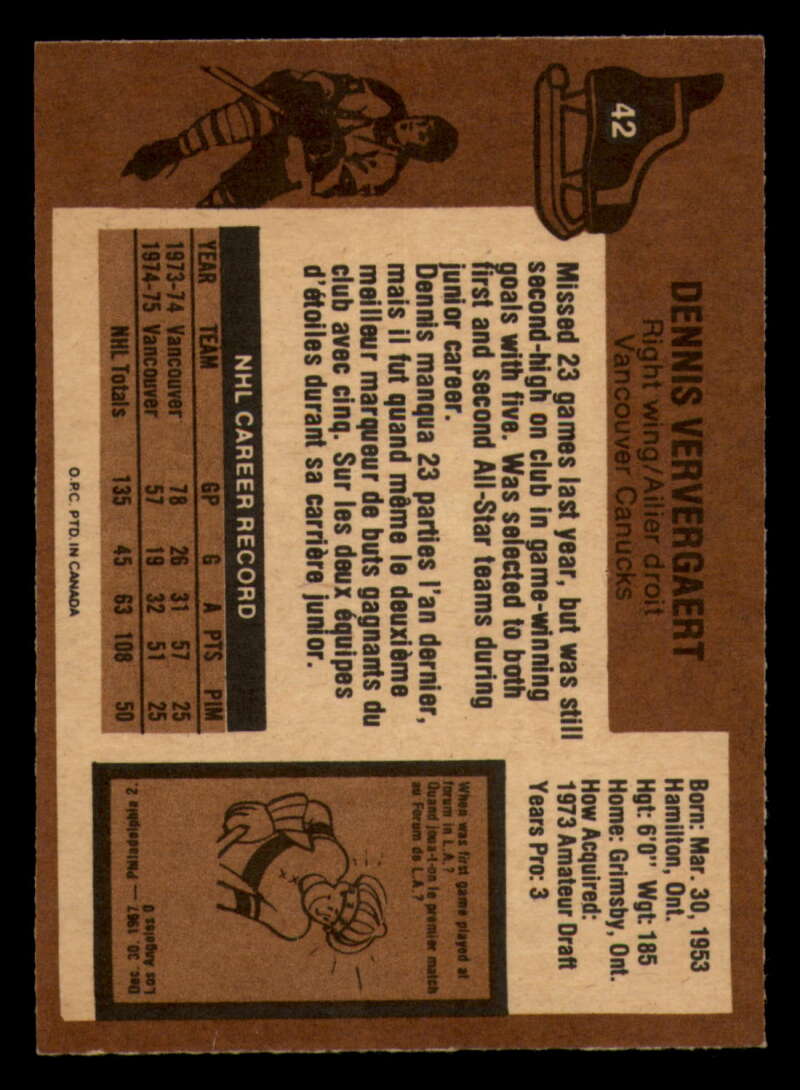 42
DENNIS VERVERGAERT
Right wing/Ailier droit
Vancouver Canucks
Missed 23 games last year, but was still
second-high on club in game-winning
goals with five. Was selected to both
first and second All-Star teams during
junior career.
Dennis manqua 23 parties l'an dernier,
mais il fut quand même le deuxième
meilleur marqueur de buts gagnants du
club avec cinq. Sur les deux équipes
d'étoiles durant sa carrière junior.
NHL CAREER RECORD
YEAR TEAM GP G A PTS PIM
1973-74 Vancouver 78 26 31 57 25
1974-75 Vancouver 57 19 32 51 25
NHL Totals 135 45 63 108 50
O.P.C. PTD. IN CANADA
Born: Mar. 30, 1953
Hamilton, Ont.
Hgt: 6'0" Wgt: 185
Home: Grimsby, Ont.
How Acquired:
1973 Amateur Draft
Years Pro: 3
When was first game played at
forum in L.A.?
Quand joua-t-on le premier match
au Forum de L.A.?
Dec. 30, 1967 — Philadelphia 2,
Los Angeles 0